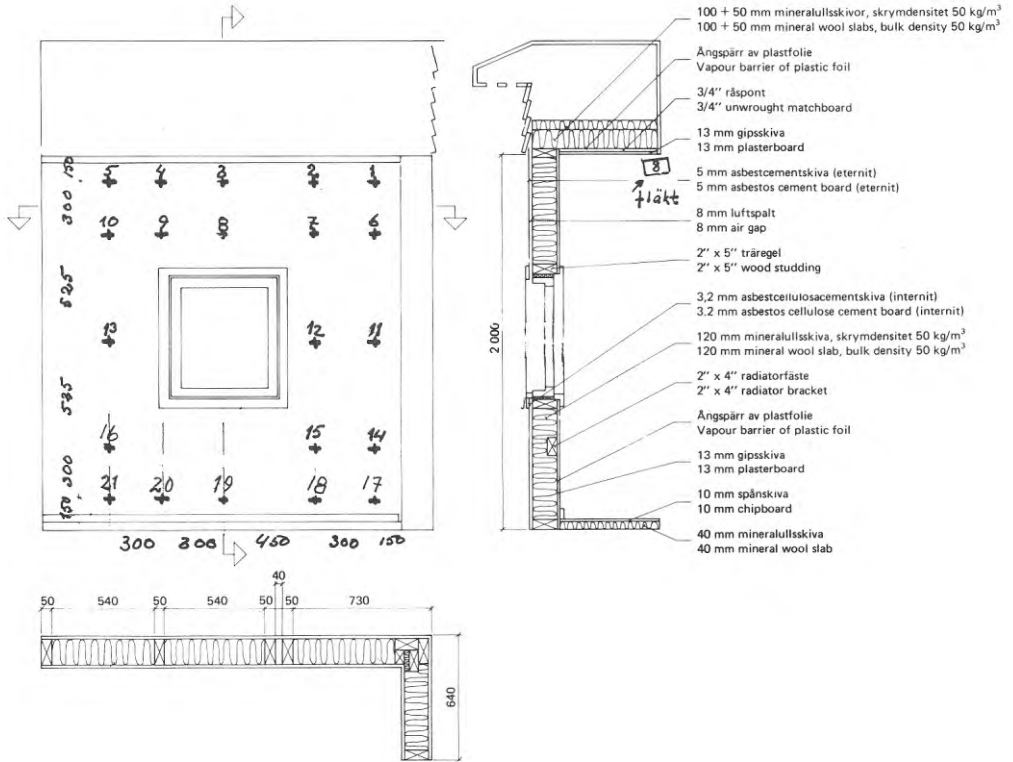 100 + 50 mm mineralullsskivor, skrymdensitet 50 kg/m³
100 + 50 mm mineral wool slabs, bulk density 50 kg/m³
Ångspärr av plastfolie
Vapour barrier of plastic foil
3/4'' råspont
3/4'' unwrought matchboard
13 mm gipsskiva
13 mm plasterboard
8
fläkt
5 mm asbestcementskiva (eternit)
5 mm asbestos cement board (eternit)
8 mm luftspalt
8 mm air gap
2'' x 5'' träregel
2'' x 5'' wood studding
3,2 mm asbestcellulosacementskiva (internit)
3.2 mm asbestos cellulose cement board (internit)
120 mm mineralullsskiva, skrymdensitet 50 kg/m³
120 mm mineral wool slab, bulk density 50 kg/m³
2'' x 4'' radiatorfäste
2'' x 4'' radiator bracket
Ångspärr av plastfolie
Vapour barrier of plastic foil
13 mm gipsskiva
13 mm plasterboard
10 mm spånskiva
10 mm chipboard
40 mm mineralullsskiva
40 mm mineral wool slab
2 000
150
5 4 3 2 1
300
10 9 8 7 6
525
13 12 11
525
16 15 14
300
21 20 19 18 17
150
300 300 450 300 150
40
50 540 50 540 50 50 730
640